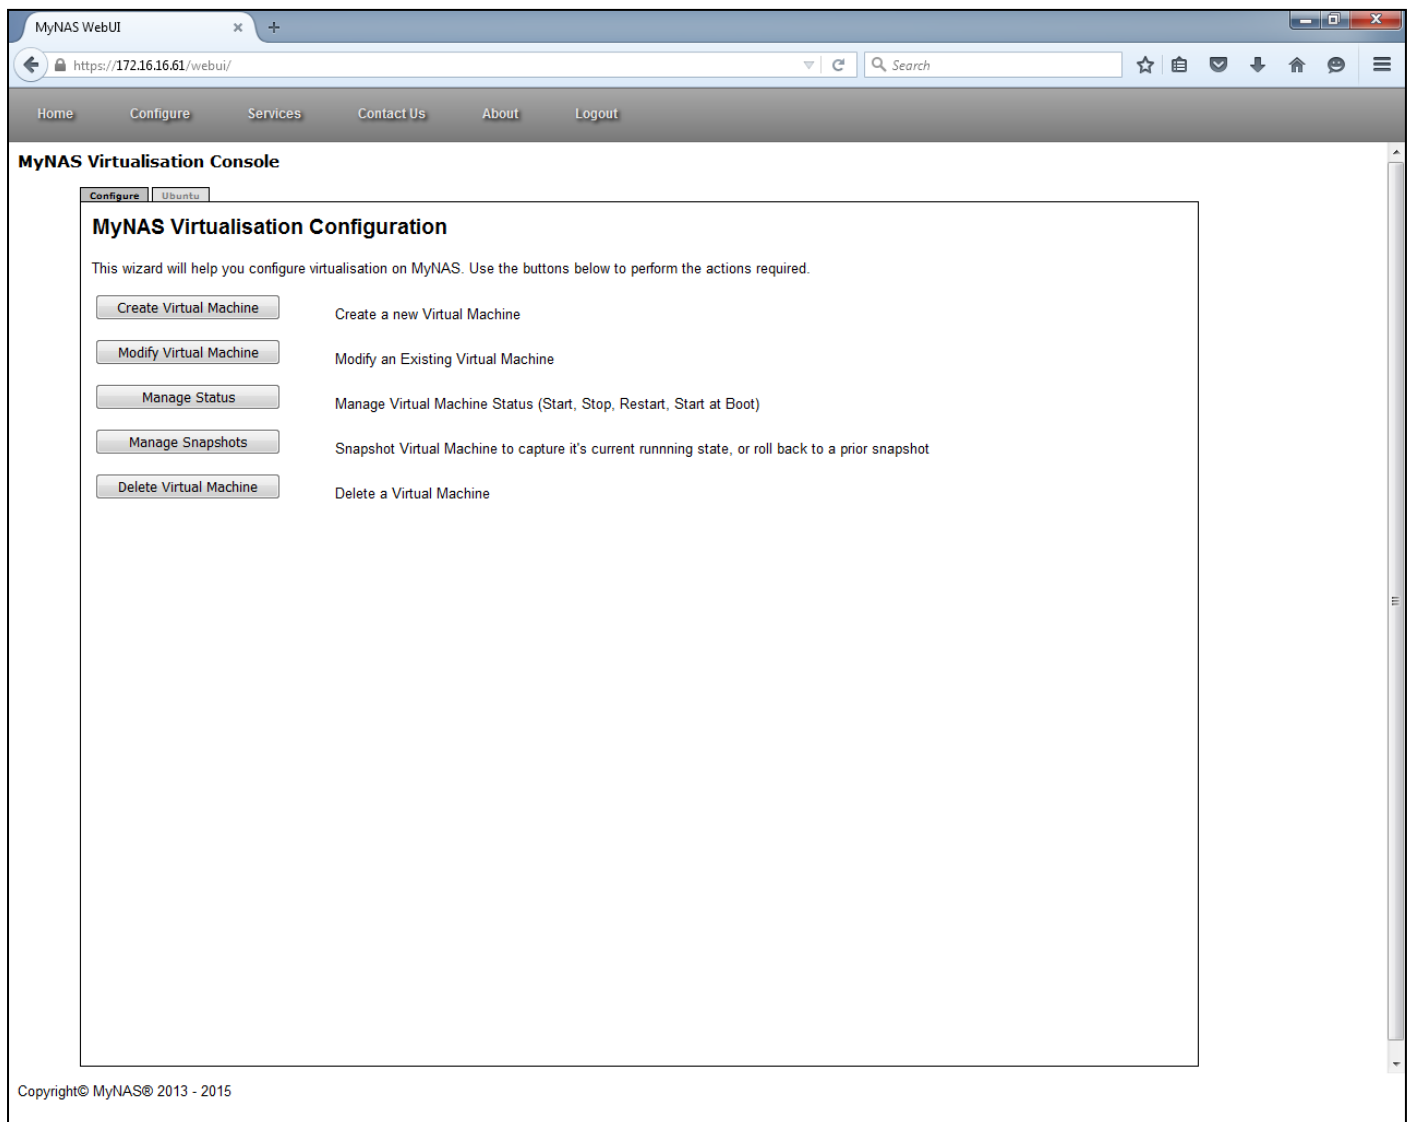 MyNAS WebUI
https://172.16.16.61/webui/
Search
Home Configure Services Contact Us About Logout
MyNAS Virtualisation Console
Configure Ubuntu
MyNAS Virtualisation Configuration
This wizard will help you configure virtualisation on MyNAS. Use the buttons below to perform the actions required.
Create Virtual Machine Create a new Virtual Machine
Modify Virtual Machine Modify an Existing Virtual Machine
Manage Status Manage Virtual Machine Status (Start, Stop, Restart, Start at Boot)
Manage Snapshots Snapshot Virtual Machine to capture it's current runnning state, or roll back to a prior snapshot
Delete Virtual Machine Delete a Virtual Machine
Copyright© MyNAS® 2013 - 2015